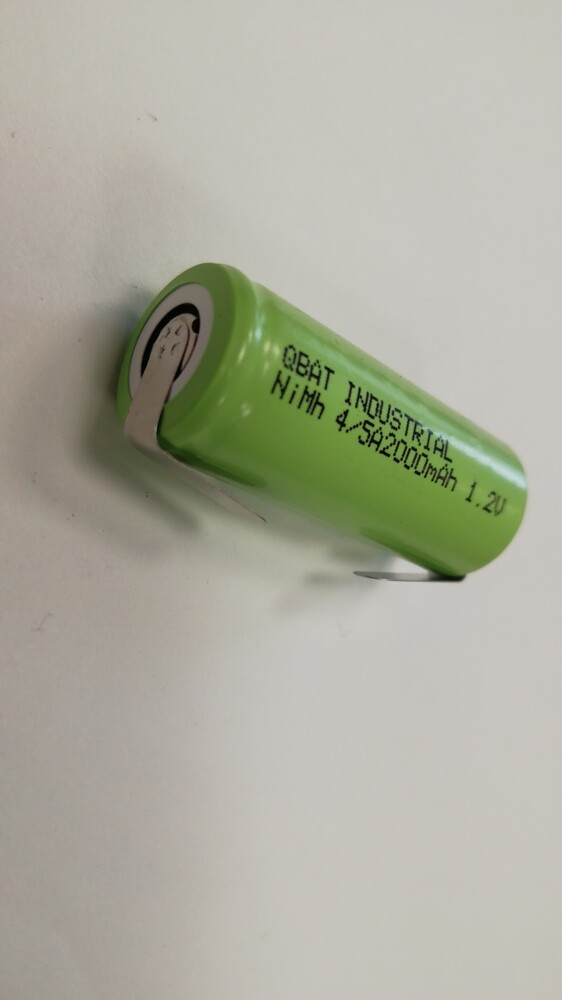 QBAT INDUSTRIAL
NiMh 4/5A2000mAh 1.2V